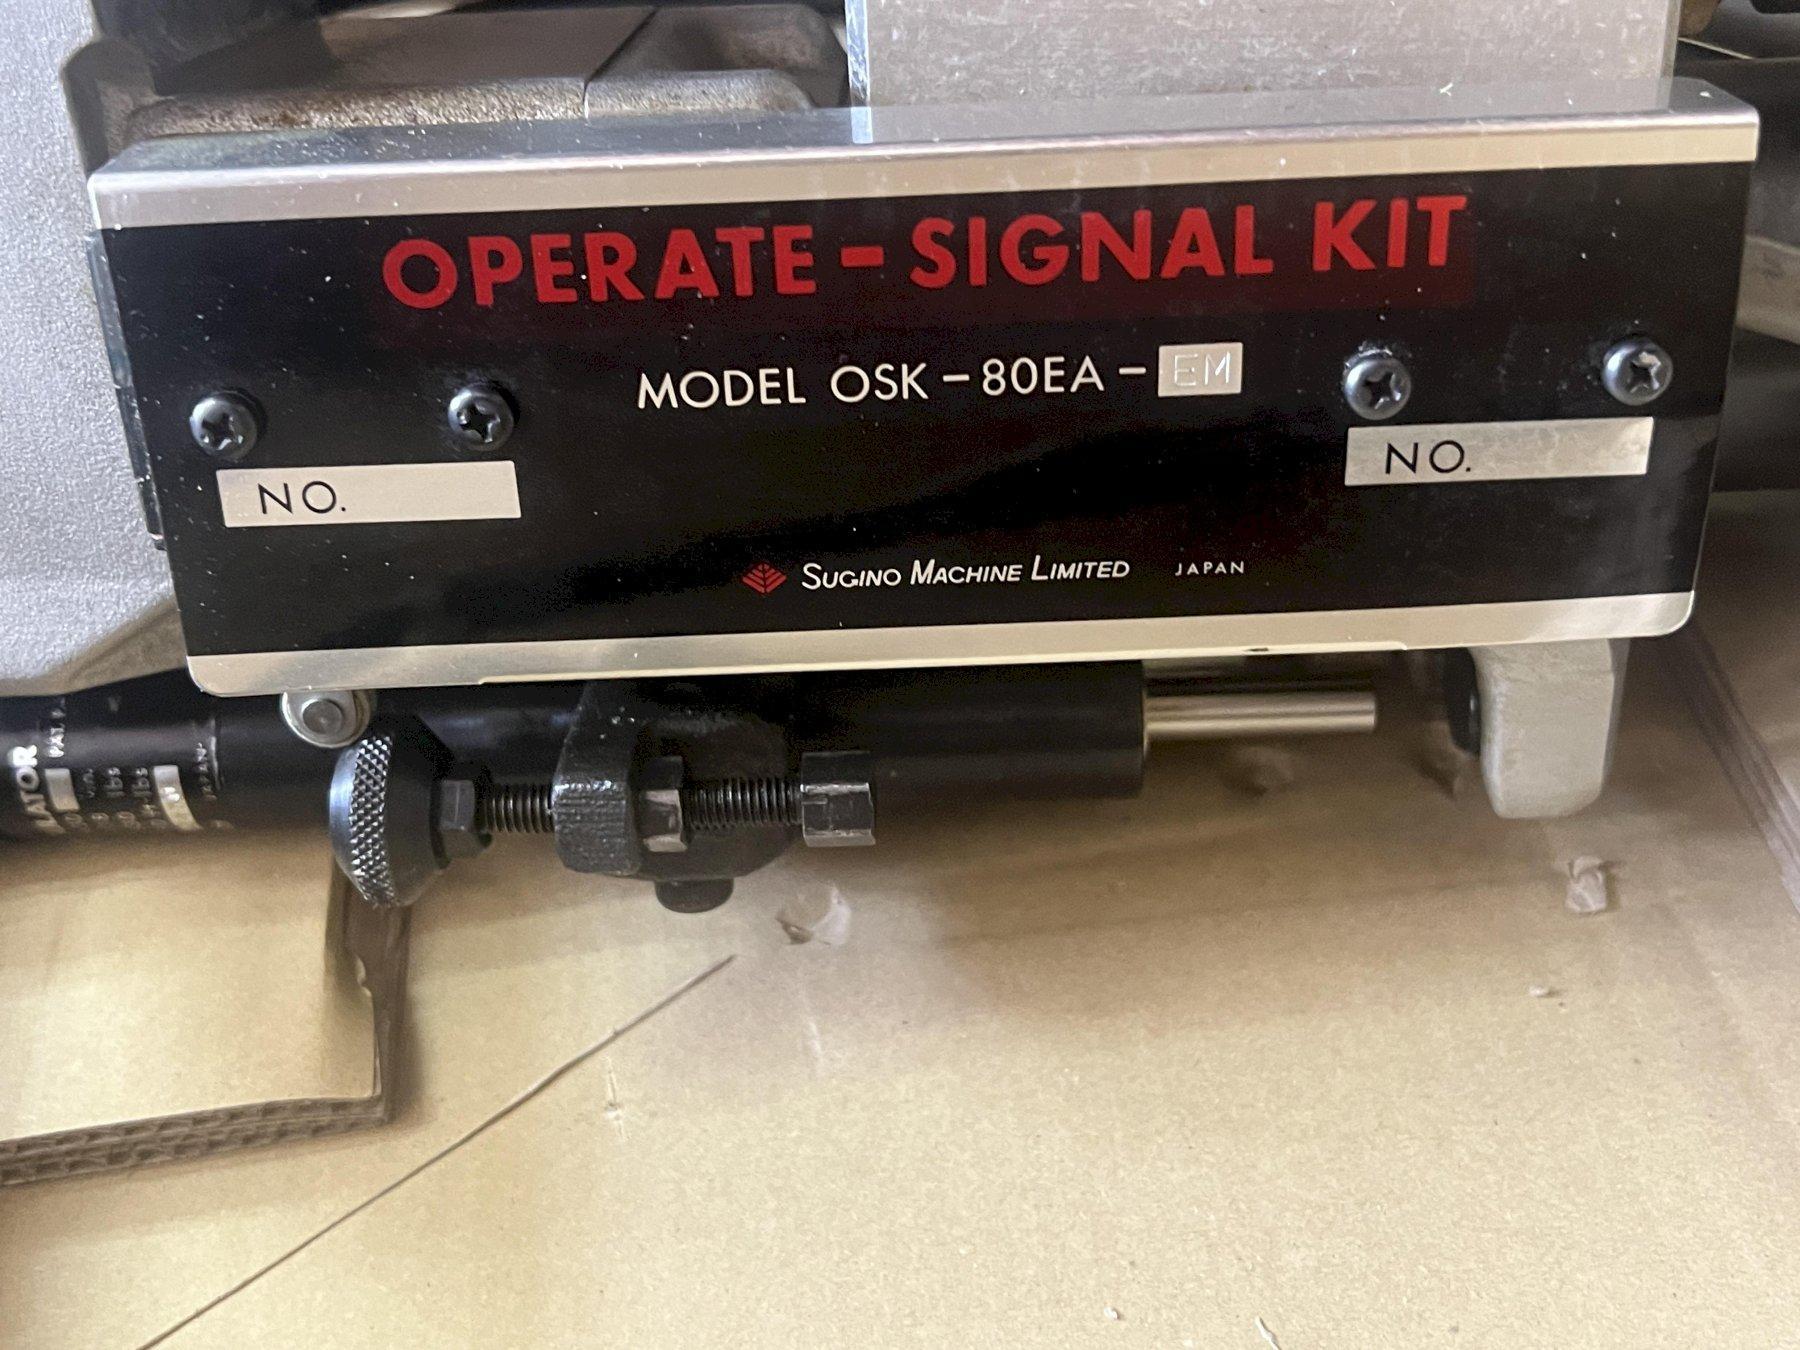 OPERATE - SIGNAL KIT
MODEL OSK - 80EA - EM
NO.
NO.
SUGINO MACHINE LIMITED JAPAN